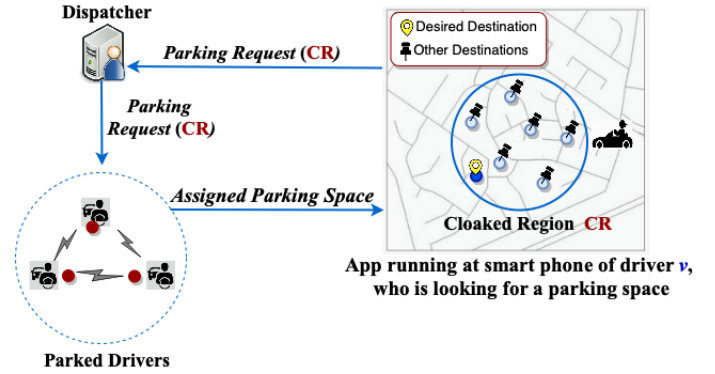 Dispatcher
Parking Request (CR)
Desired Destination
Other Destinations
Parking
Request (CR)
Assigned Parking Space
Cloaked Region CR
App running at smart phone of driver v,
who is looking for a parking space
Parked Drivers